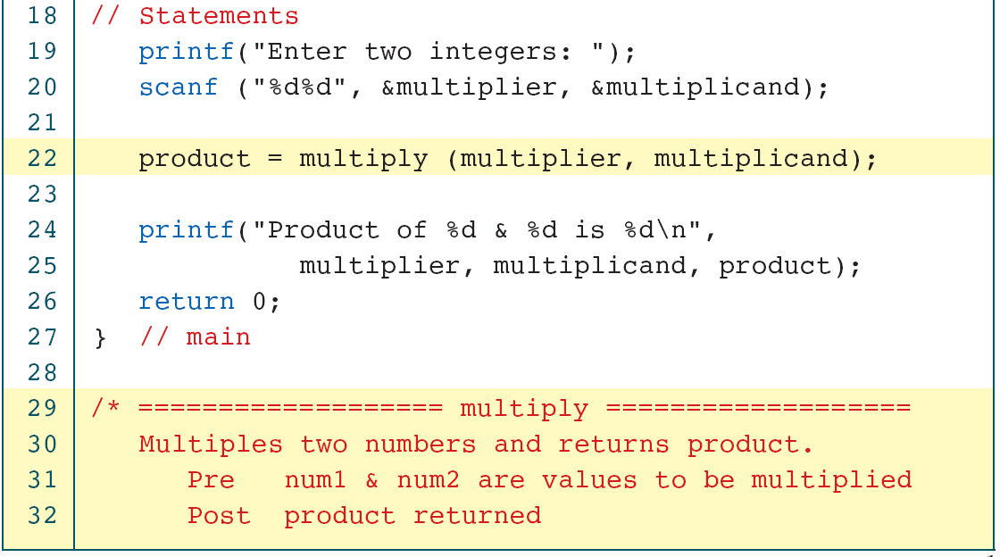 18 // Statements
19 printf("Enter two integers: ");
20 scanf ("%d%d", &multiplier, &multiplicand);
21
22 product = multiply (multiplier, multiplicand);
23
24 printf("Product of %d & %d is %d\n",
25 multiplier, multiplicand, product);
26 return 0;
27 } // main
28
29 /* =================== multiply ===================
30 Multiples two numbers and returns product.
31 Pre num1 & num2 are values to be multiplied
32 Post product returned